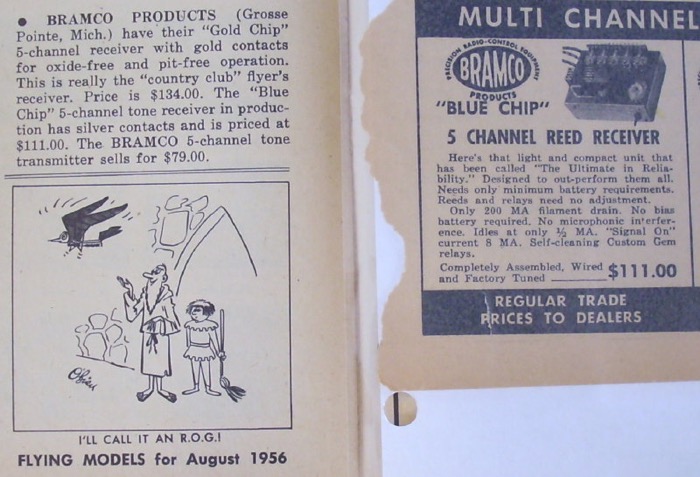 • BRAMCO PRODUCTS (Grosse
Pointe, Mich.) have their "Gold Chip"
5-channel receiver with gold contacts
for oxide-free and pit-free operation.
This is really the "country club" flyer's
receiver. Price is $134.00. The "Blue
Chip" 5-channel tone receiver in produc-
tion has silver contacts and is priced at
$111.00. The BRAMCO 5-channel tone
transmitter sells for $79.00.
I'LL CALL IT AN R.O.G.!
FLYING MODELS for August 1956
MULTI CHANNEL
PRECISION RADIO-CONTROL EQUIPMENT
BRAMCO
PRODUCTS
"BLUE CHIP"
5 CHANNEL REED RECEIVER
Here's that light and compact unit that
has been called "The Ultimate in Relia-
bility." Designed to out-perform them all.
Needs only minimum battery requirements.
Reeds and relays need no adjustment.
Only 200 MA filament drain. No bias
battery required. No microphonic interfer-
ence. Idles at only ½ MA. "Signal On"
current 8 MA. Self-cleaning Custom Gem
relays.
Completely Assembled, Wired
and Factory Tuned $111.00
REGULAR TRADE
PRICES TO DEALERS